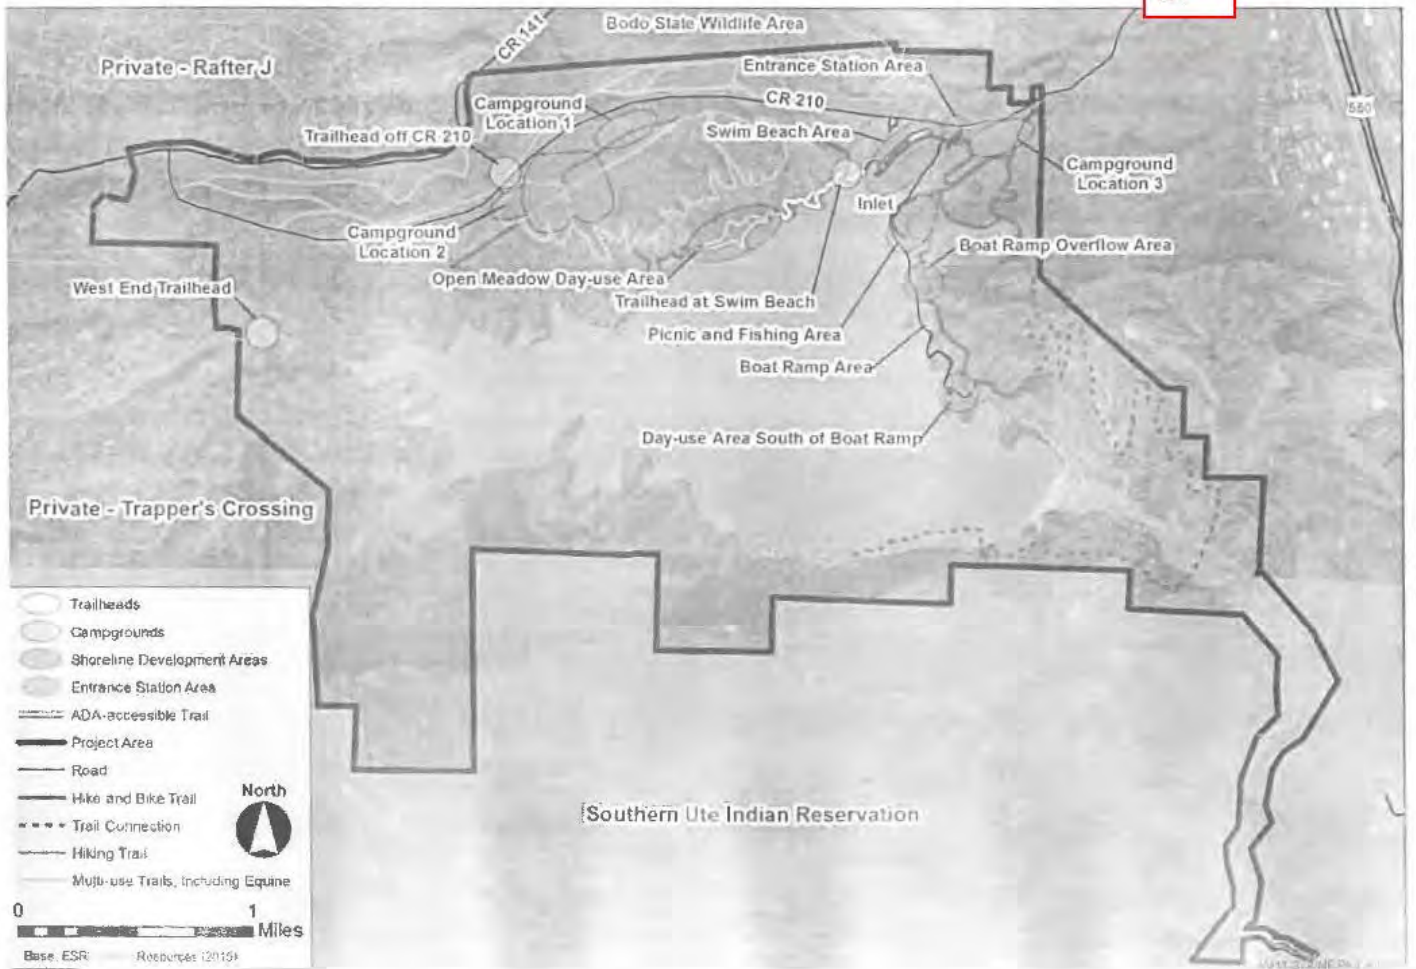 Bodo State Wildlife Area
CR 141
Private - Rafter J
Entrance Station Area
CR 210
Campground
Location 1
550
Trailhead off CR 210
Swim Beach Area
Campground
Location 3
Inlet
Campground
Location 2
Boat Ramp Overflow Area
Open Meadow Day-use Area
West End Trailhead
Trailhead at Swim Beach
Picnic and Fishing Area
Boat Ramp Area
Day-use Area South of Boat Ramp
Private - Trapper's Crossing
Trailheads
Campgrounds
Shoreline Development Areas
Entrance Station Area
ADA-accessible Trail
Project Area
Road
Hike and Bike Trail
North
Trail Connection
Hiking Trail
Multi-use Trails, Including Equine
Southern Ute Indian Reservation
0 1
Miles
Base: ESRI Resources (2015)